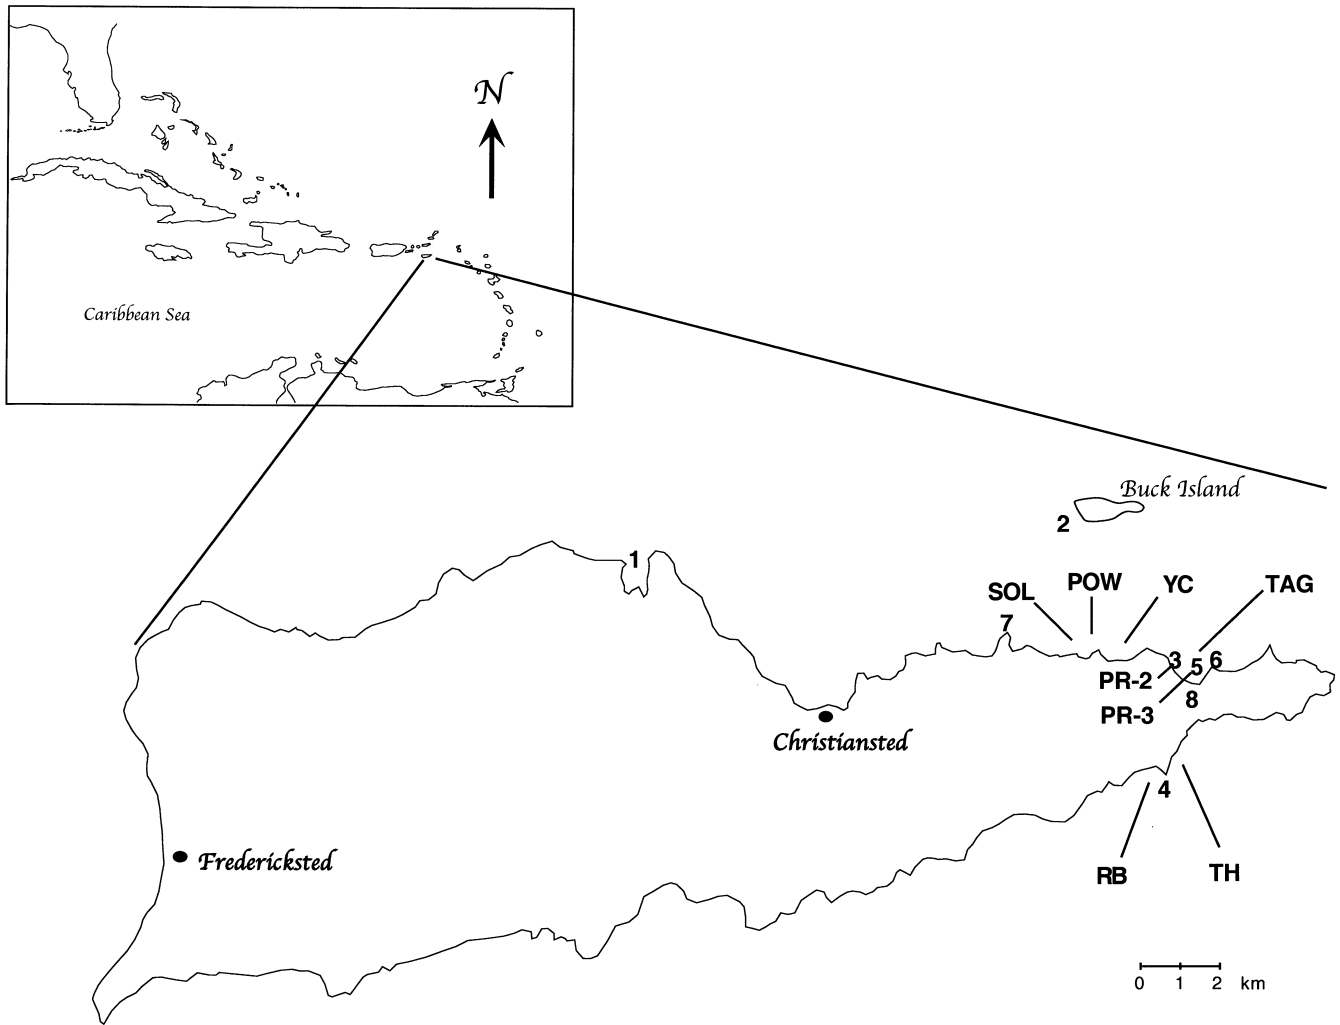 N
Caribbean Sea
Buck Island
2
1
SOL
POW
YC
TAG
7
3
5
6
PR-2
8
PR-3
Christiansted
4
Fredericksted
RB
TH
0 1 2 km